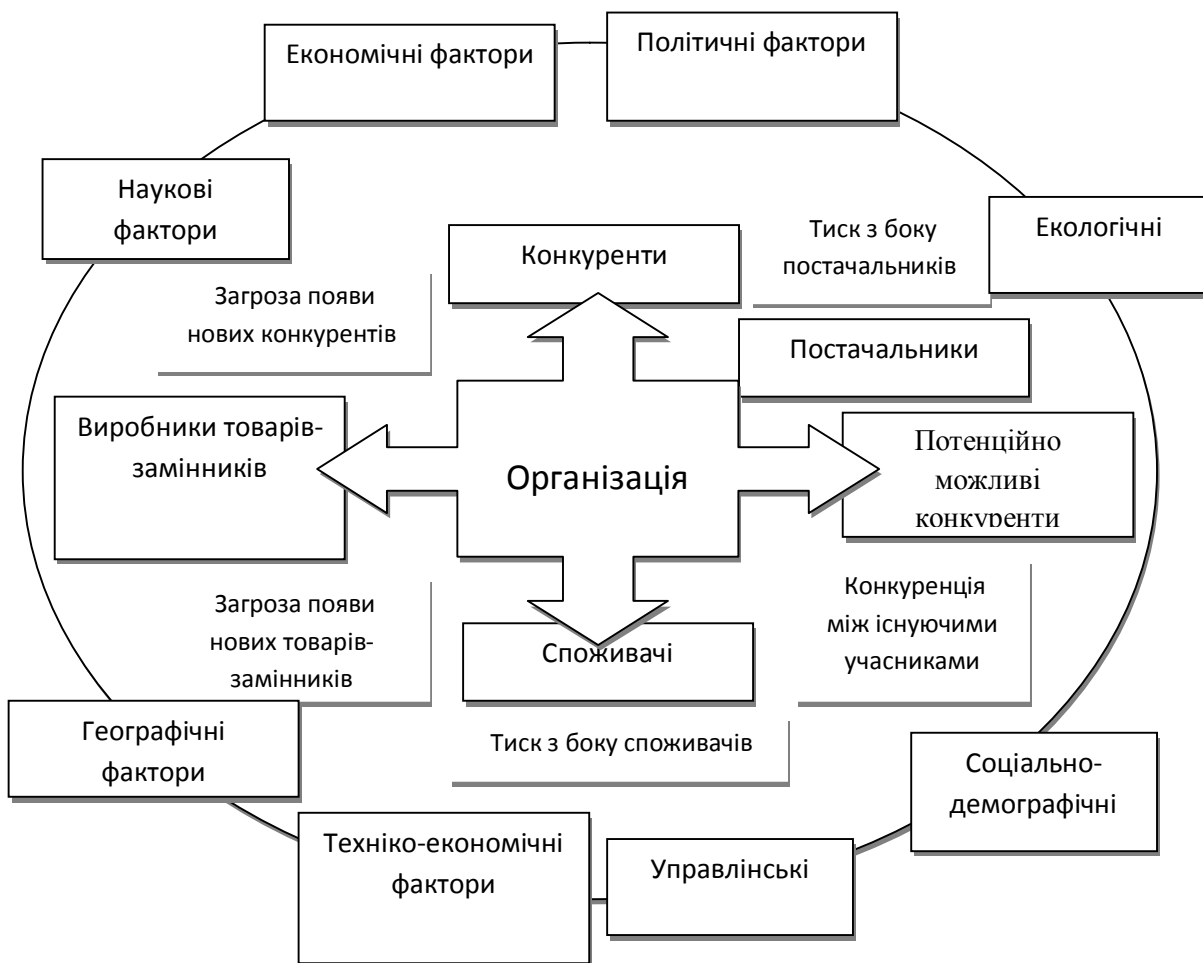 Економічні фактори
Політичні фактори
Наукові
фактори
Екологічні
Конкуренти
Тиск з боку
постачальників
Загроза появи
нових конкурентів
Постачальники
Виробники товарів-
замінників
Організація
Потенційно
можливі
конкуренти
Загроза появи
нових товарів-
замінників
Конкуренція
між існуючими
учасниками
Споживачі
Географічні
фактори
Тиск з боку споживачів
Соціально-
демографічні
Техніко-економічні
фактори
Управлінські